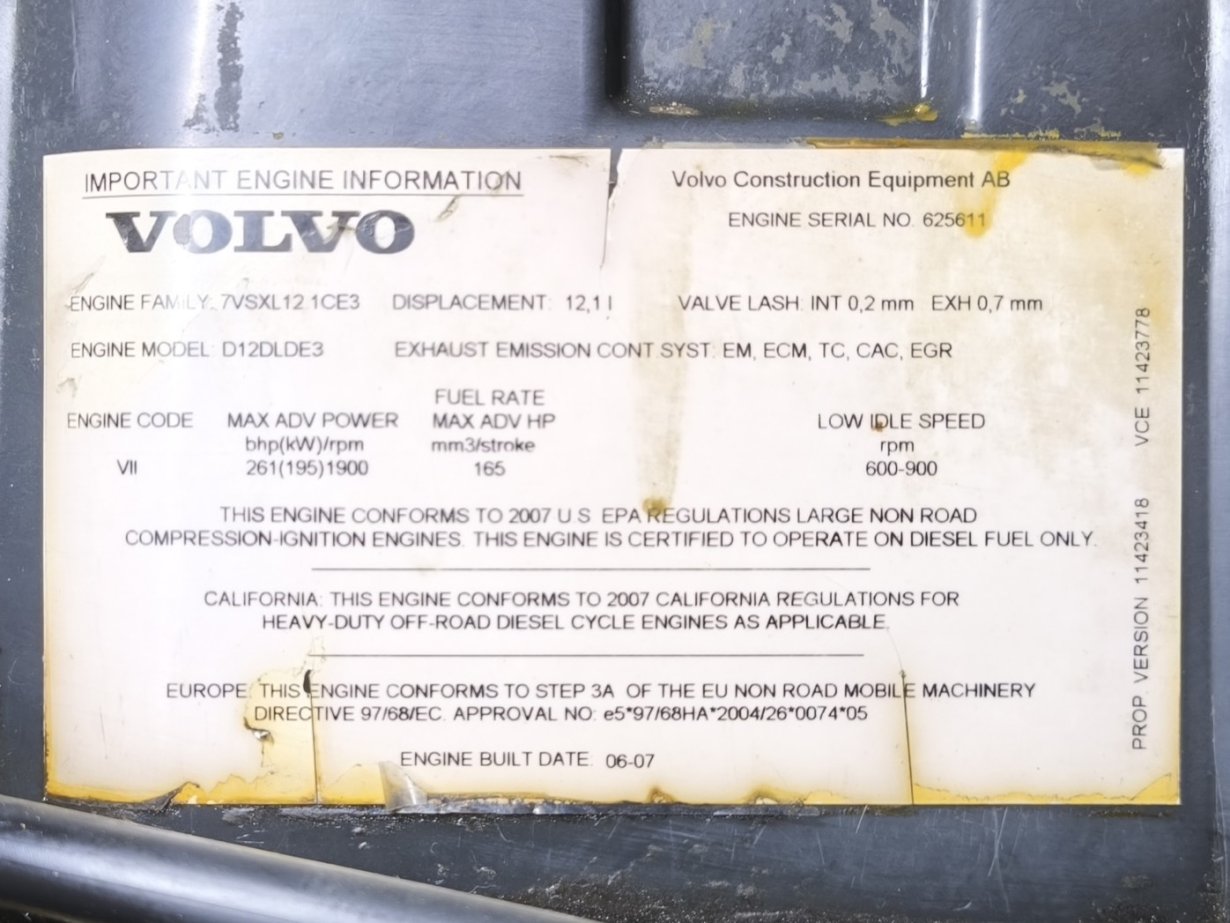 IMPORTANT ENGINE INFORMATION
VOLVO
Volvo Construction Equipment AB
ENGINE SERIAL NO. 625611
ENGINE FAMILY: 7VSXL12.1CE3 DISPLACEMENT: 12,1 l VALVE LASH: INT 0,2 mm EXH 0,7 mm
ENGINE MODEL: D12DLDE3 EXHAUST EMISSION CONT SYST: EM, ECM, TC, CAC, EGR
FUEL RATE
ENGINE CODE MAX ADV POWER MAX ADV HP LOW IDLE SPEED
bhp(kW)/rpm mm3/stroke rpm
VII 261(195)1900 165 600-900
THIS ENGINE CONFORMS TO 2007 U.S EPA REGULATIONS LARGE NON ROAD
COMPRESSION-IGNITION ENGINES. THIS ENGINE IS CERTIFIED TO OPERATE ON DIESEL FUEL ONLY.
CALIFORNIA: THIS ENGINE CONFORMS TO 2007 CALIFORNIA REGULATIONS FOR
HEAVY-DUTY OFF-ROAD DIESEL CYCLE ENGINES AS APPLICABLE.
EUROPE: THIS ENGINE CONFORMS TO STEP 3A OF THE EU NON ROAD MOBILE MACHINERY
DIRECTIVE 97/68/EC. APPROVAL NO: e5*97/68HA*2004/26*0074*05
ENGINE BUILT DATE: 06-07
PROP. VERSION 11423418 VCE 11423778